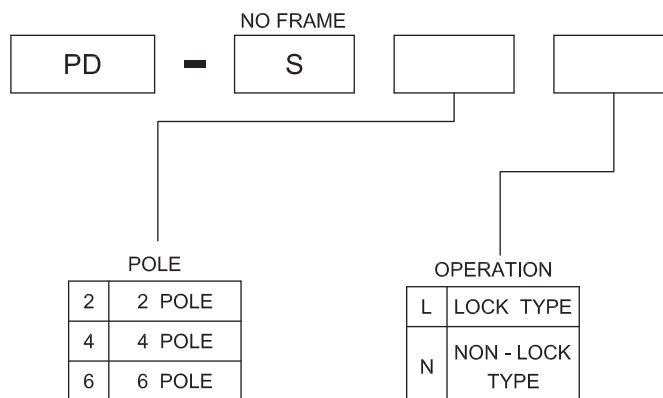 NO FRAME
PD - S
POLE
2 2 POLE
4 4 POLE
6 6 POLE
OPERATION
L LOCK TYPE
N NON - LOCK
TYPE